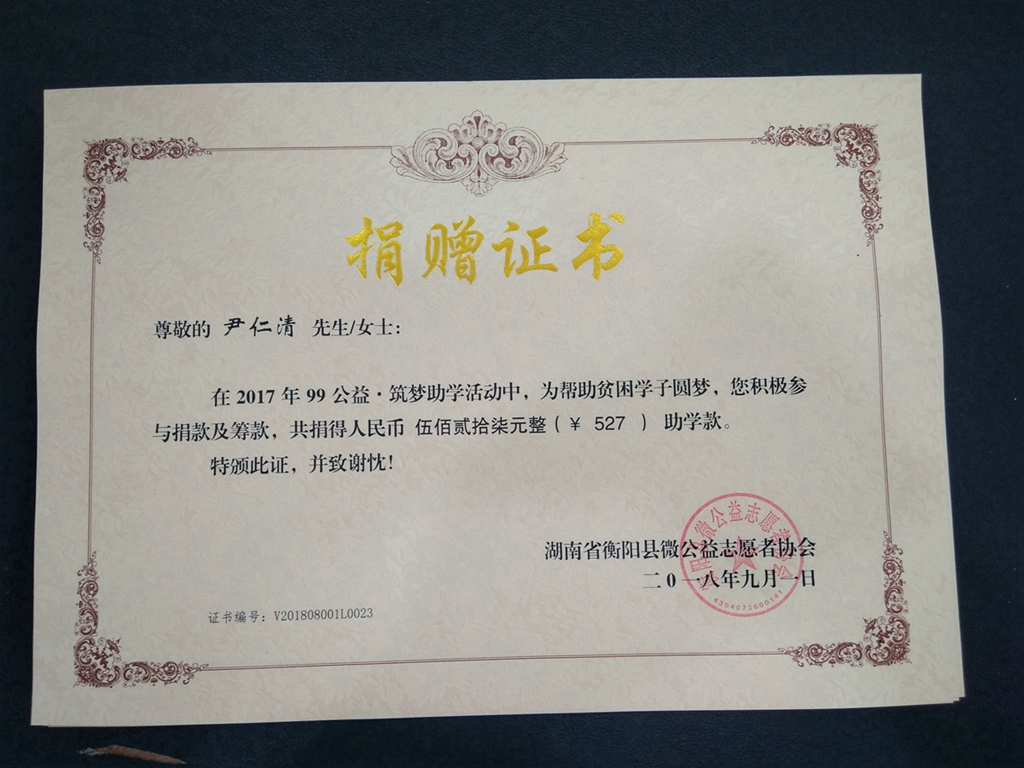 捐赠证书
尊敬的 尹仁清 先生/女士:
在 2017 年 99 公益·筑梦助学活动中，为帮助贫困学子圆梦，您积极参
与捐款及筹款，共捐得人民币 伍佰贰拾柒元整（￥ 527 ） 助学款。
特颁此证，并致谢忱！
湖南省衡阳县微公益志愿者协会
二0一八年九月一日
证书编号：V201808001L0023